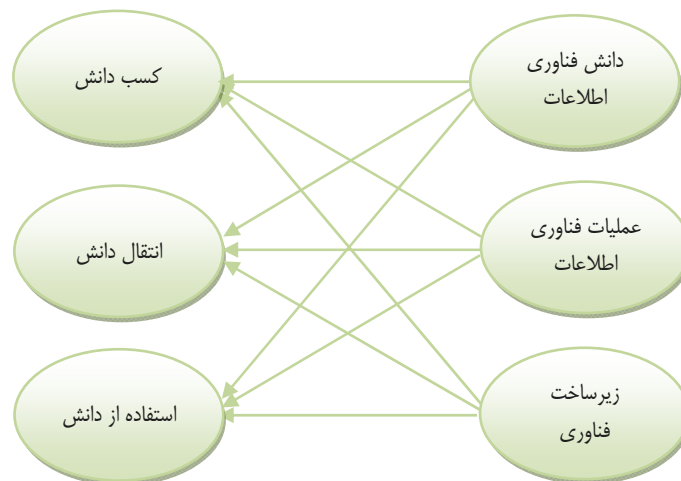 دانش فناوری
اطلاعات
کسب دانش
عملیات فناوری
اطلاعات
انتقال دانش
زیرساخت
فناوری
استفاده از دانش